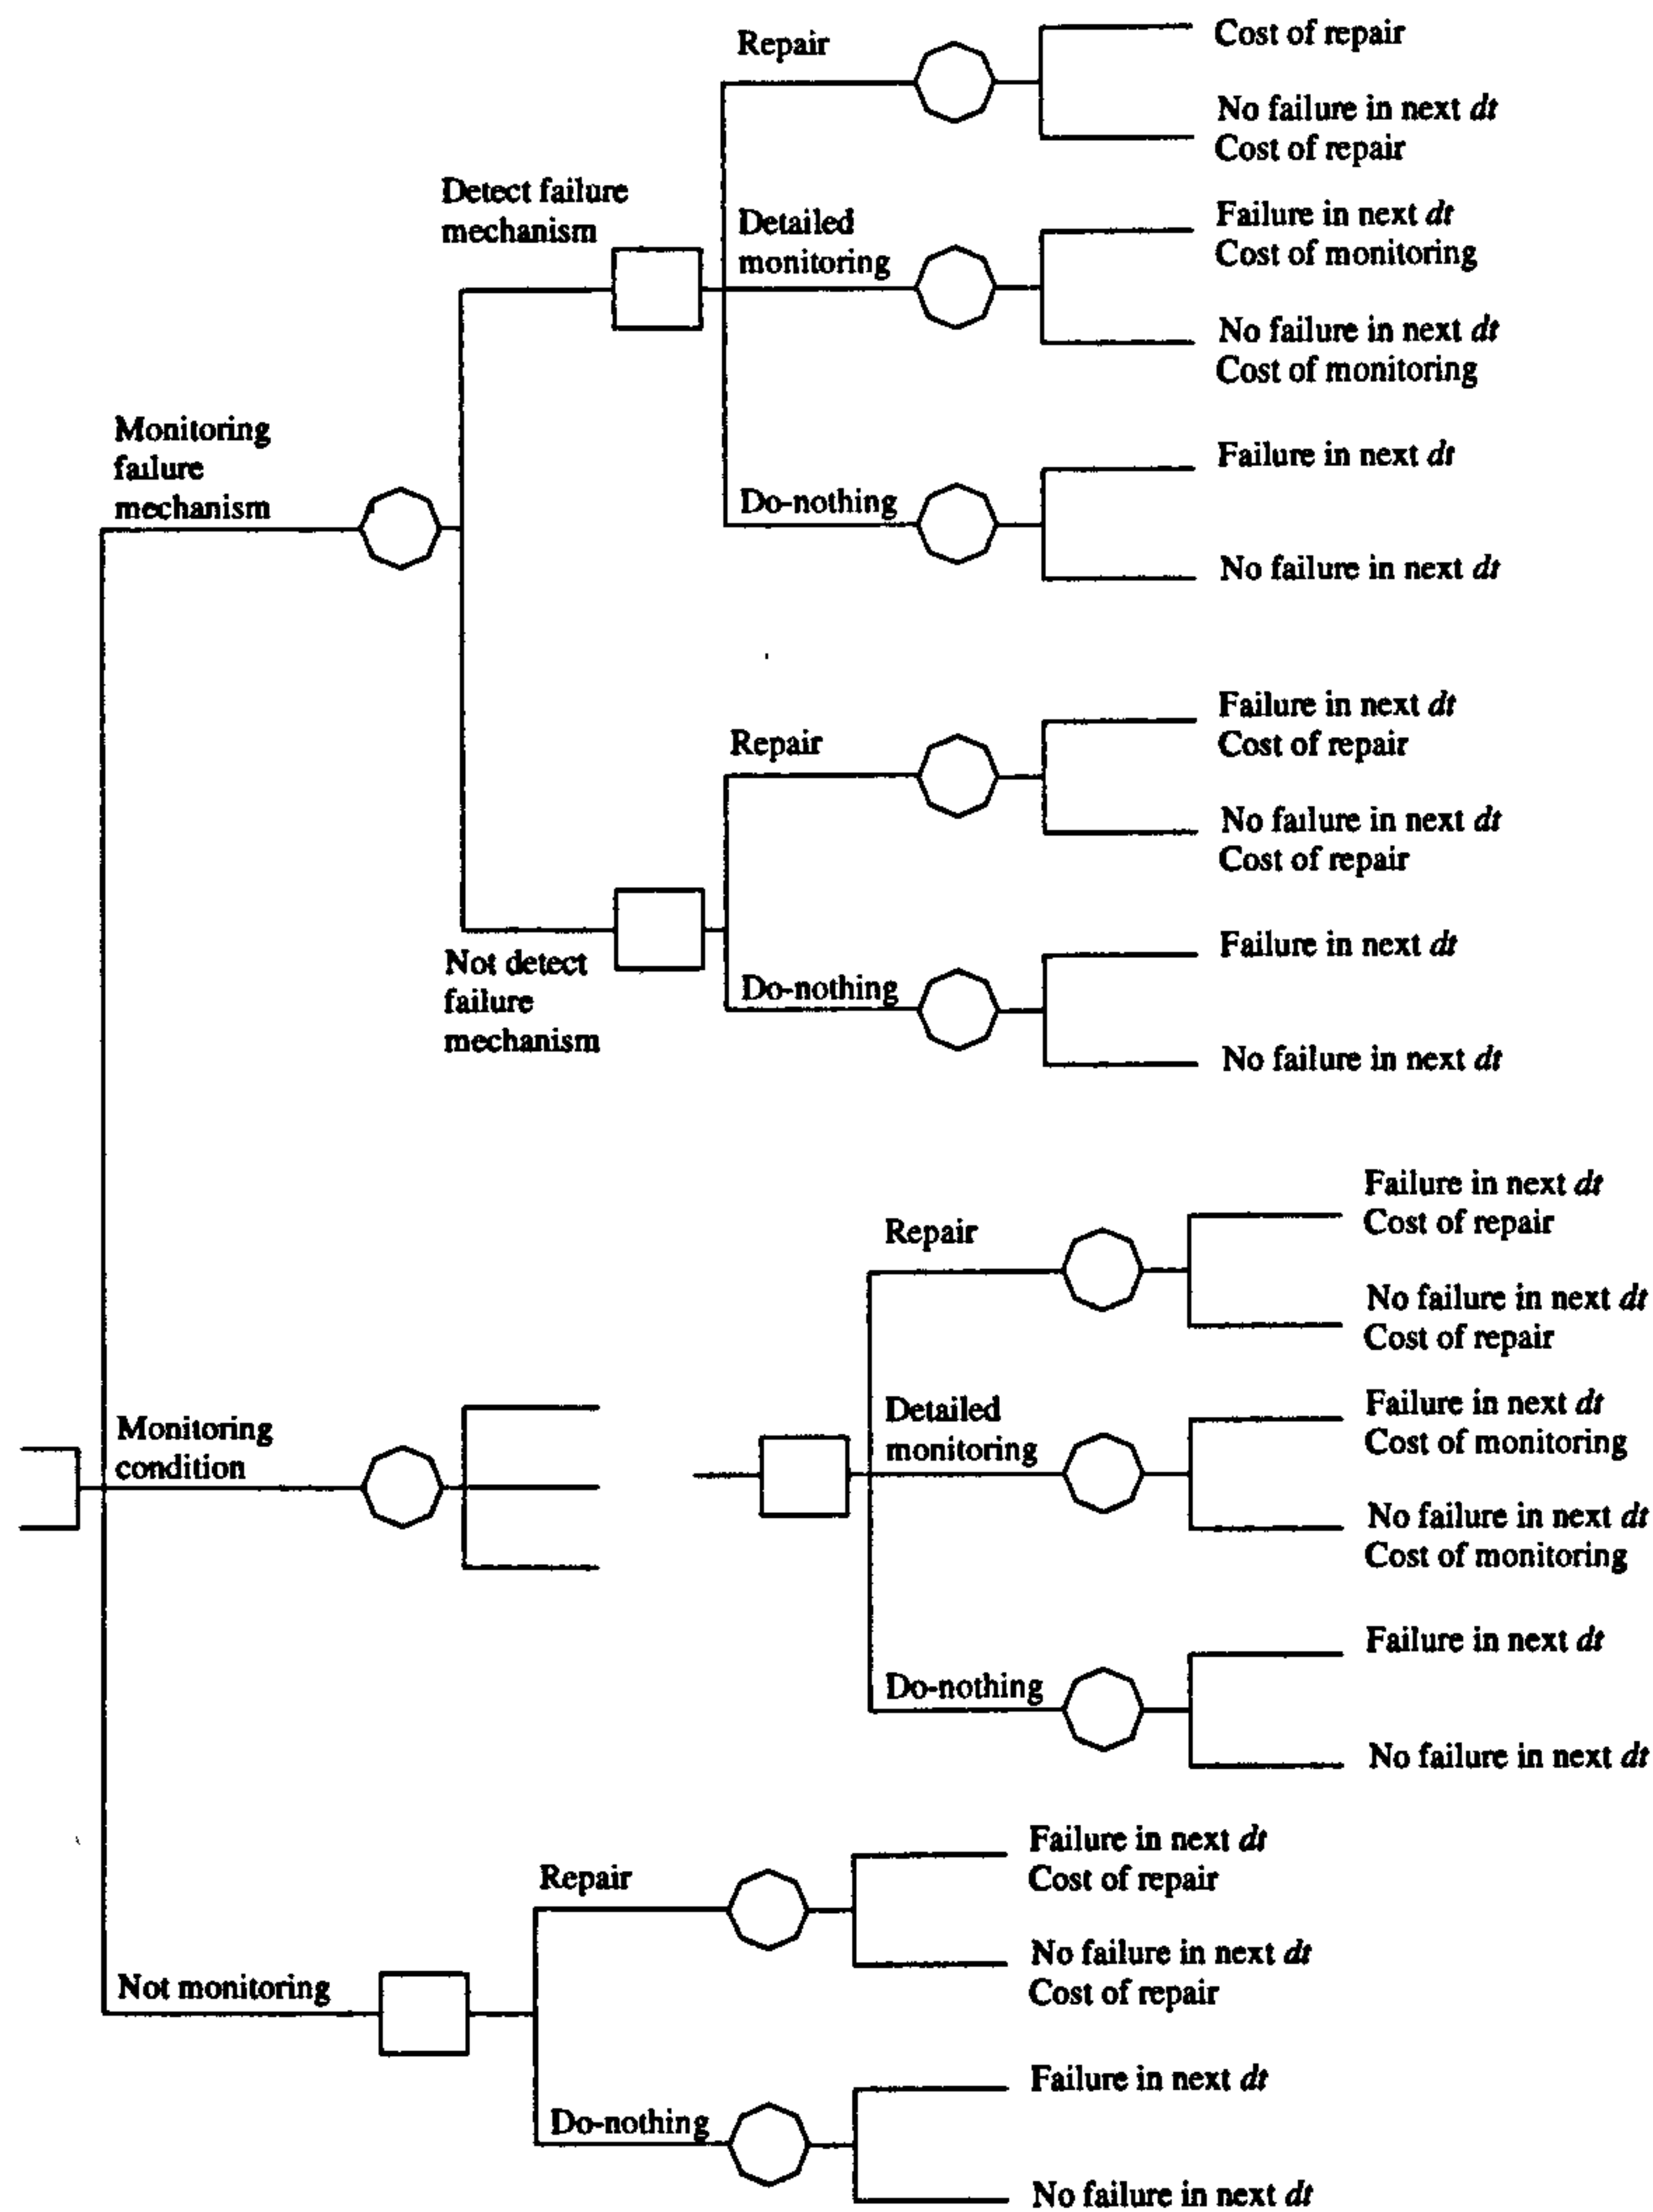 Repair
Cost of repair
No failure in next dt
Cost of repair
Detect failure
mechanism
Detailed
monitoring
Failure in next dt
Cost of monitoring
No failure in next dt
Cost of monitoring
Monitoring
failure
mechanism
Do-nothing
Failure in next dt
No failure in next dt
Repair
Failure in next dt
Cost of repair
No failure in next dt
Cost of repair
Not detect
failure
mechanism
Do-nothing
Failure in next dt
No failure in next dt
Repair
Failure in next dt
Cost of repair
No failure in next dt
Cost of repair
Monitoring
condition
Detailed
monitoring
Failure in next dt
Cost of monitoring
No failure in next dt
Cost of monitoring
Do-nothing
Failure in next dt
No failure in next dt
Not monitoring
Repair
Failure in next dt
Cost of repair
No failure in next dt
Cost of repair
Do-nothing
Failure in next dt
No failure in next dt